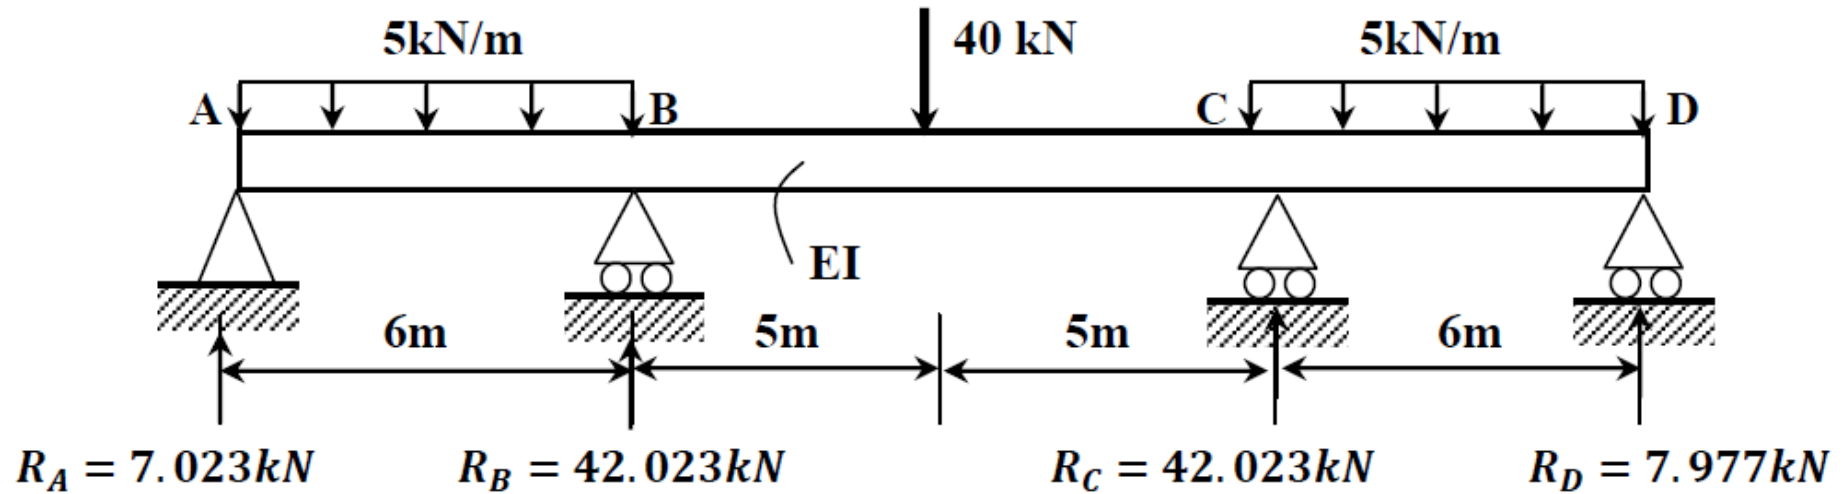 5kN/m 40 kN 5kN/m
A B C D
EI
6m 5m 5m 6m
R_A = 7.023kN R_B = 42.023kN R_C = 42.023kN R_D = 7.977kN